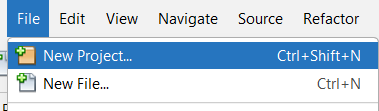 File Edit View Navigate Source Refactor
New Project... Ctrl+Shift+N
New File... Ctrl+N